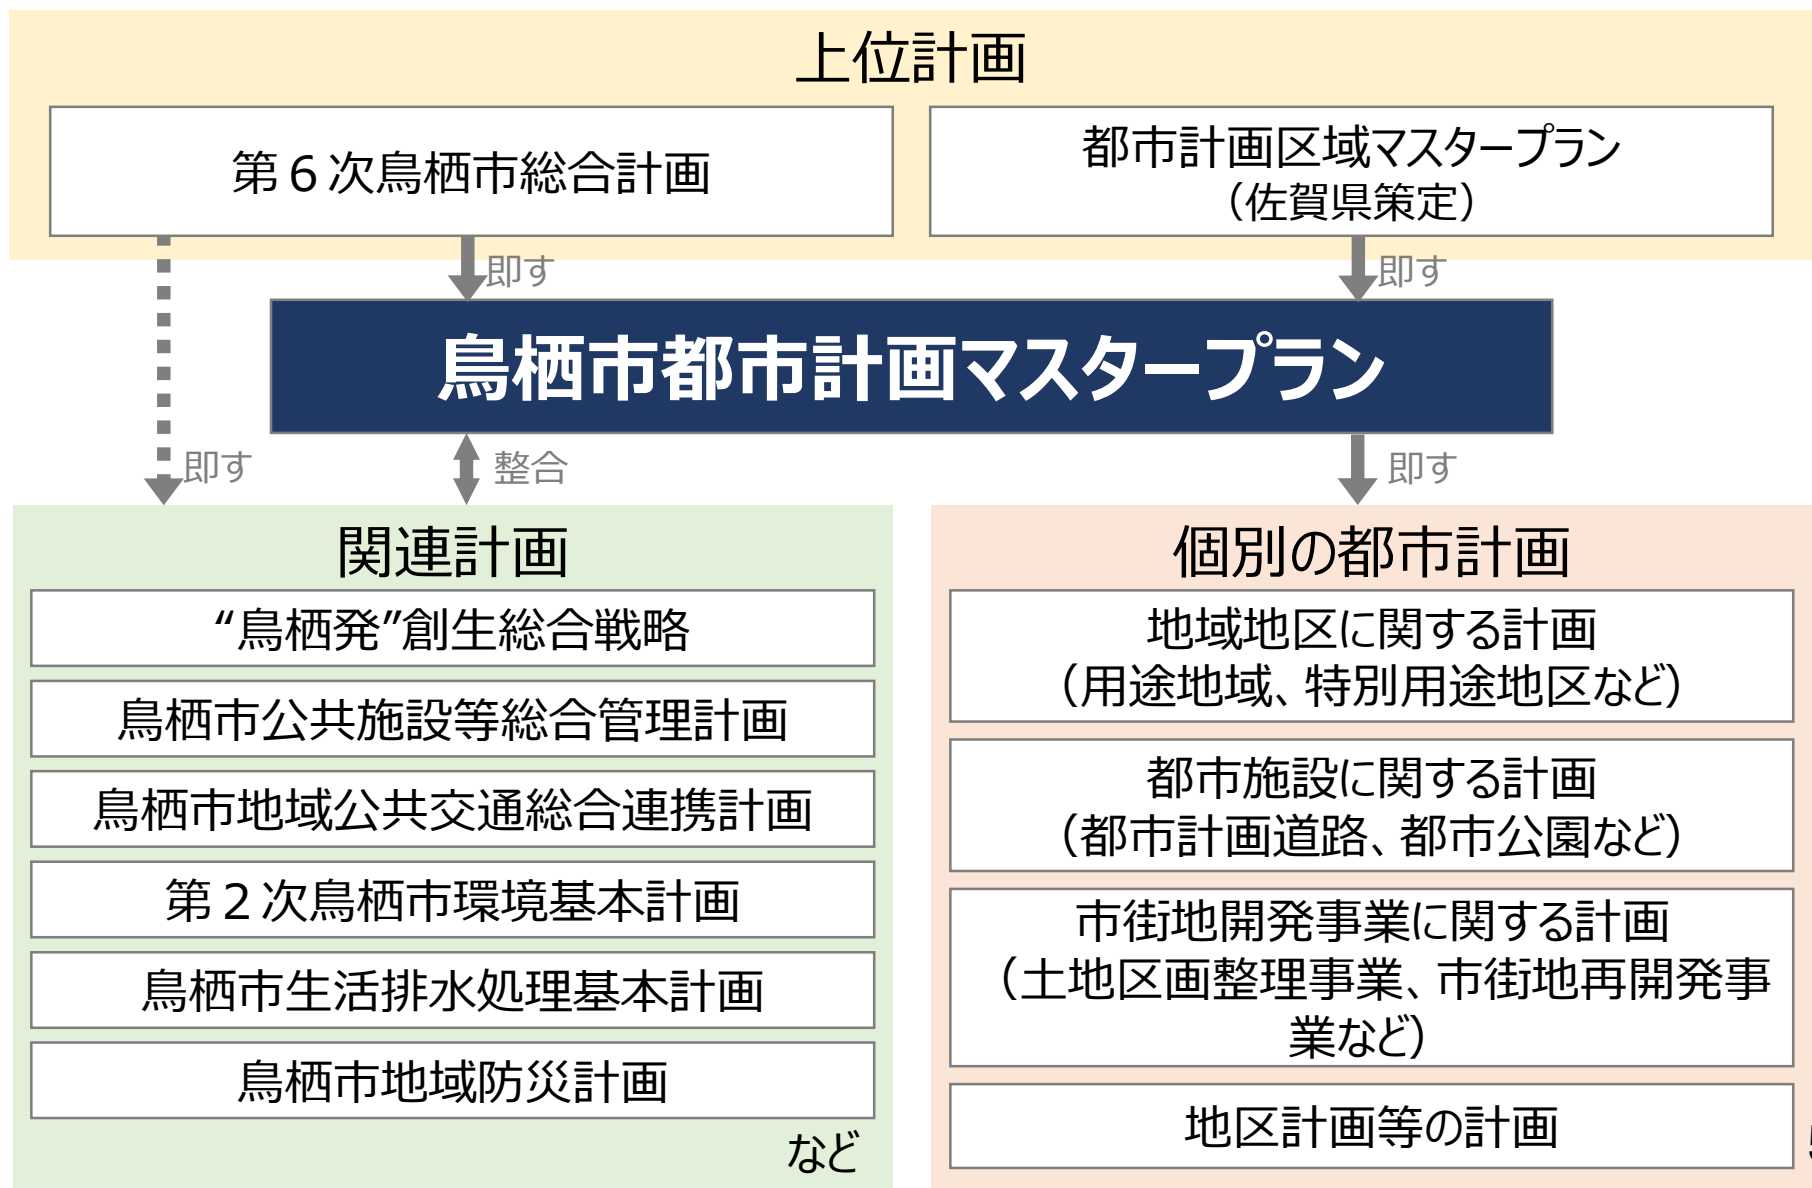 上位計画
第６次鳥栖市総合計画
都市計画区域マスタープラン
（佐賀県策定）
即す
即す
鳥栖市都市計画マスタープラン
即す
整合
即す
関連計画
“鳥栖発”創生総合戦略
鳥栖市公共施設等総合管理計画
鳥栖市地域公共交通総合連携計画
第２次鳥栖市環境基本計画
鳥栖市生活排水処理基本計画
鳥栖市地域防災計画
など
個別の都市計画
地域地区に関する計画
（用途地域、特別用途地区など）
都市施設に関する計画
（都市計画道路、都市公園など）
市街地開発事業に関する計画
（土地区画整理事業、市街地再開発事
業など）
地区計画等の計画